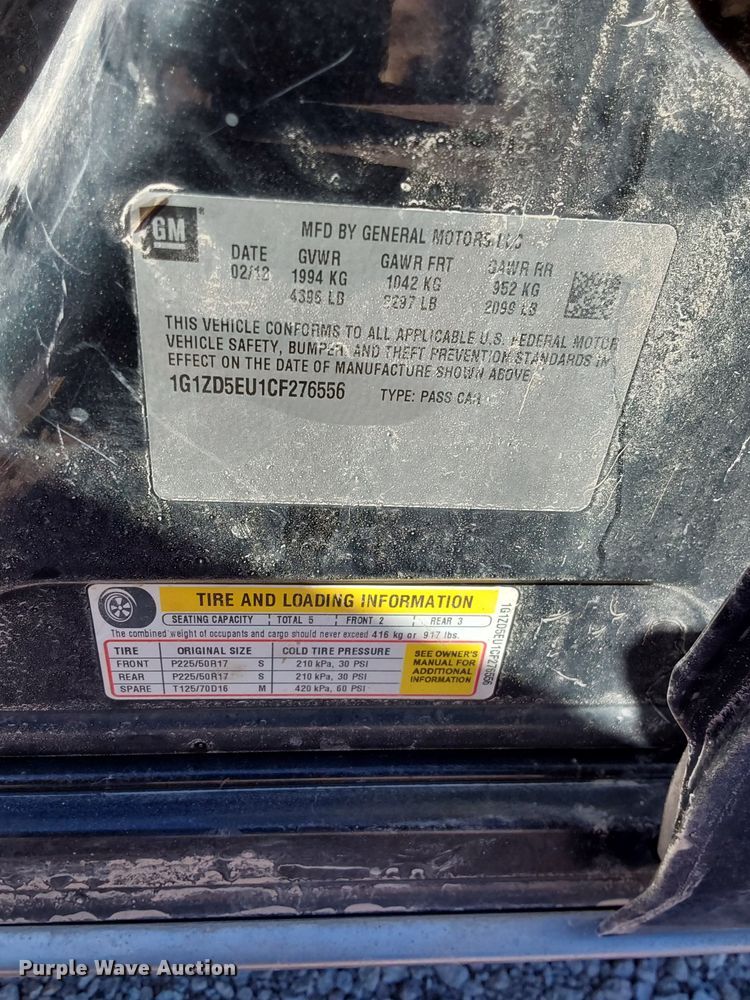 GM ® MFD BY GENERAL MOTORS LLC
DATE GVWR GAWR FRT GAWR RR
02/12 1994 KG 1042 KG 952 KG
4396 LB 2297 LB 2099 LB
THIS VEHICLE CONFORMS TO ALL APPLICABLE U.S. FEDERAL MOTOR
VEHICLE SAFETY, BUMPER, AND THEFT PREVENTION STANDARDS IN
EFFECT ON THE DATE OF MANUFACTURE SHOWN ABOVE.
1G1ZD5EU1CF276556 TYPE: PASS CAR
TIRE AND LOADING INFORMATION
SEATING CAPACITY TOTAL 5 FRONT 2 REAR 3
The combined weight of occupants and cargo should never exceed 416 kg or 917 lbs.
TIRE ORIGINAL SIZE COLD TIRE PRESSURE
FRONT P225/50R17 S 210 kPa, 30 PSI
REAR P225/50R17 S 210 kPa, 30 PSI
SPARE T125/70D16 M 420 kPa, 60 PSI
SEE OWNER'S
MANUAL FOR
ADDITIONAL
INFORMATION
1G1ZD5EU1CF276556
Purple Wave Auction